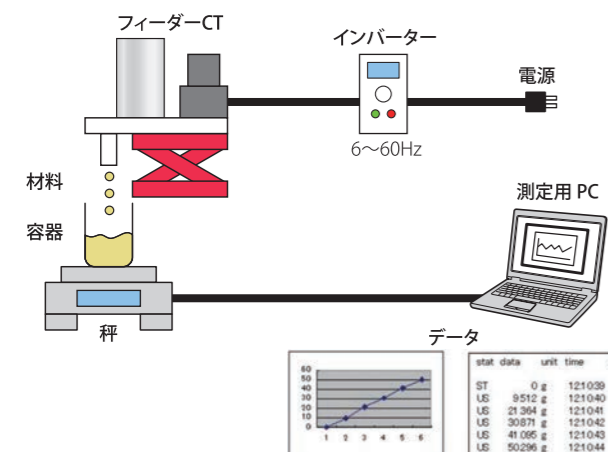 フィーダーCT
インバーター
電源
6～60Hz
材料
容器
測定用 PC
秤
データ
60
50
40
30
20
10
0
1 2 3 4 5 6
stat data unit time
ST 0 g 12:10:39
US 9.512 g 12:10:40
US 21.364 g 12:10:41
US 30.871 g 12:10:42
US 41.095 g 12:10:43
US 50.296 g 12:10:44